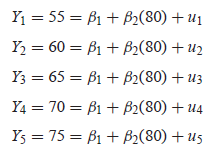 Y₁ = 55 = β₁ + β₂(80) + u₁
Y₂ = 60 = β₁ + β₂(80) + u₂
Y₃ = 65 = β₁ + β₂(80) + u₃
Y₄ = 70 = β₁ + β₂(80) + u₄
Y₅ = 75 = β₁ + β₂(80) + u₅